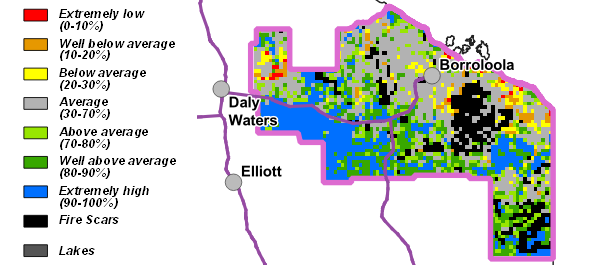 Extremely low
(0-10%)
Well below average
(10-20%)
Below average
(20-30%)
Average
(30-70%)
Above average
(70-80%)
Well above average
(80-90%)
Extremely high
(90-100%)
Fire Scars
Lakes
Borroloola
Daly
Waters
Elliott